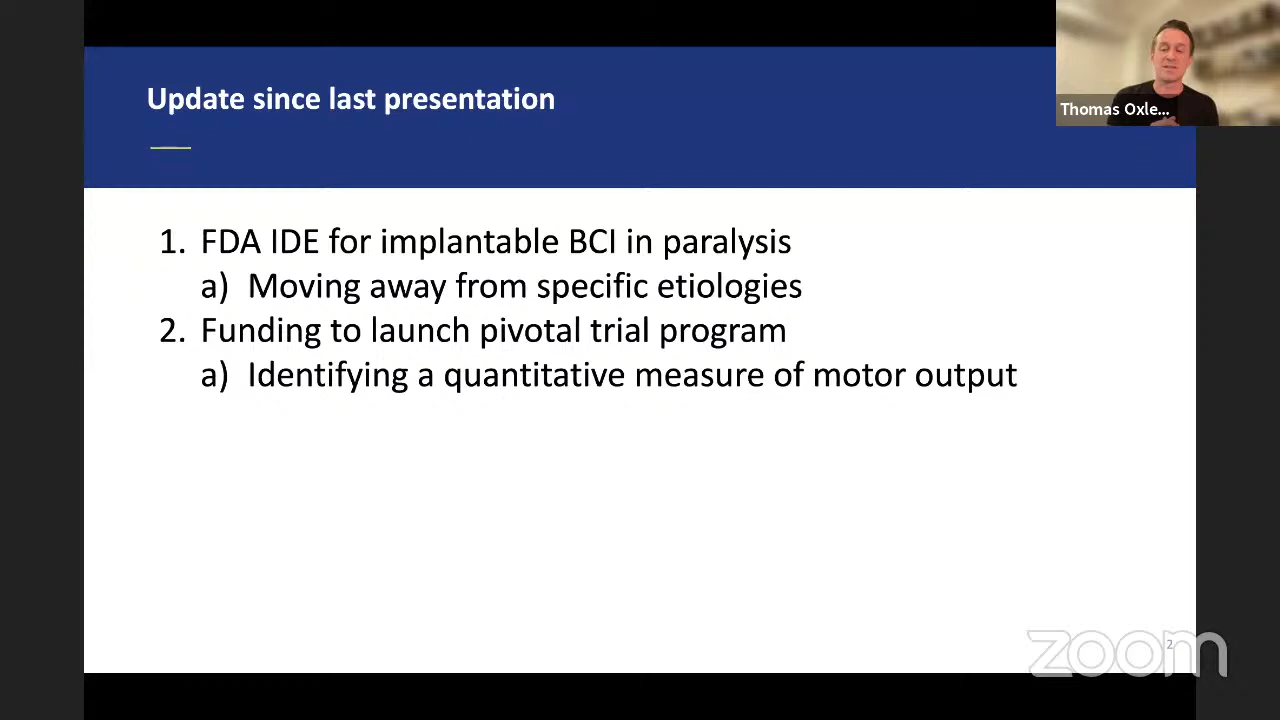 Update since last presentation
Thomas Oxle...
1. FDA IDE for implantable BCI in paralysis
a) Moving away from specific etiologies
2. Funding to launch pivotal trial program
a) Identifying a quantitative measure of motor output
2
zoom